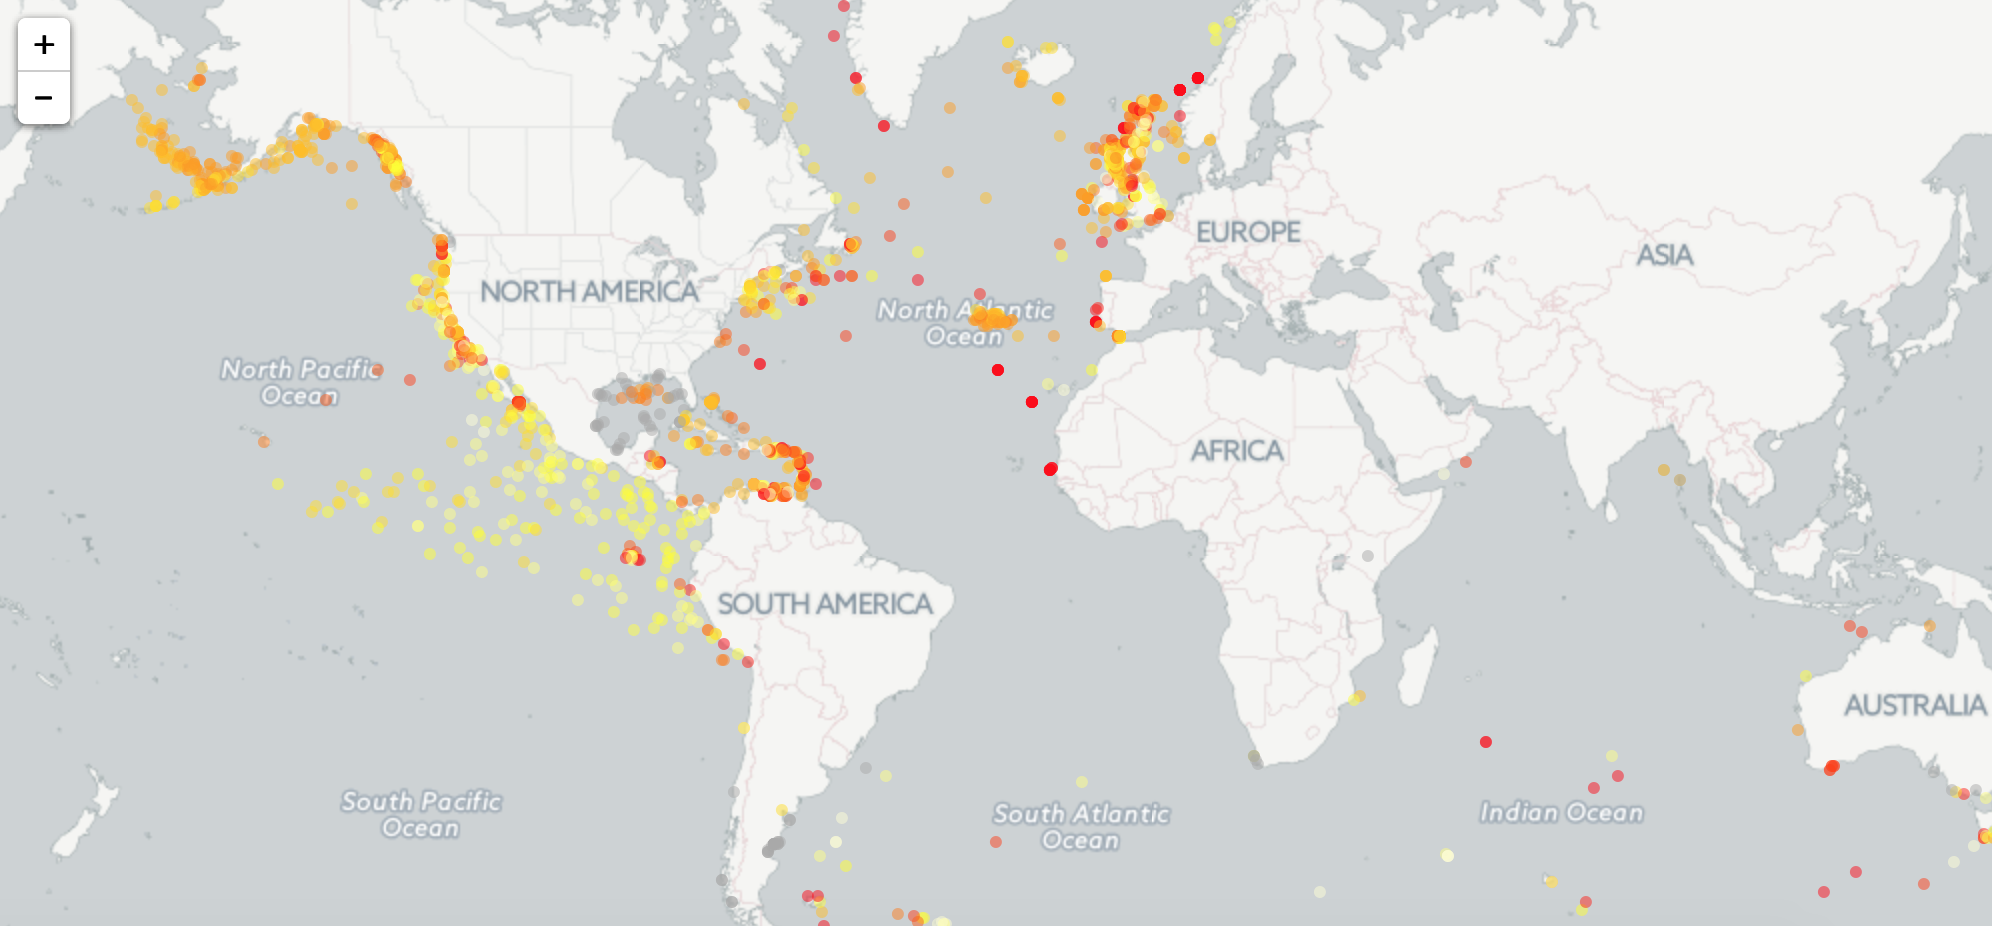 +
−
EUROPE
ASIA
NORTH AMERICA
North Atlantic
Ocean
North Pacific
Ocean
AFRICA
SOUTH AMERICA
AUSTRALIA
South Pacific
Ocean
South Atlantic
Ocean
Indian Ocean